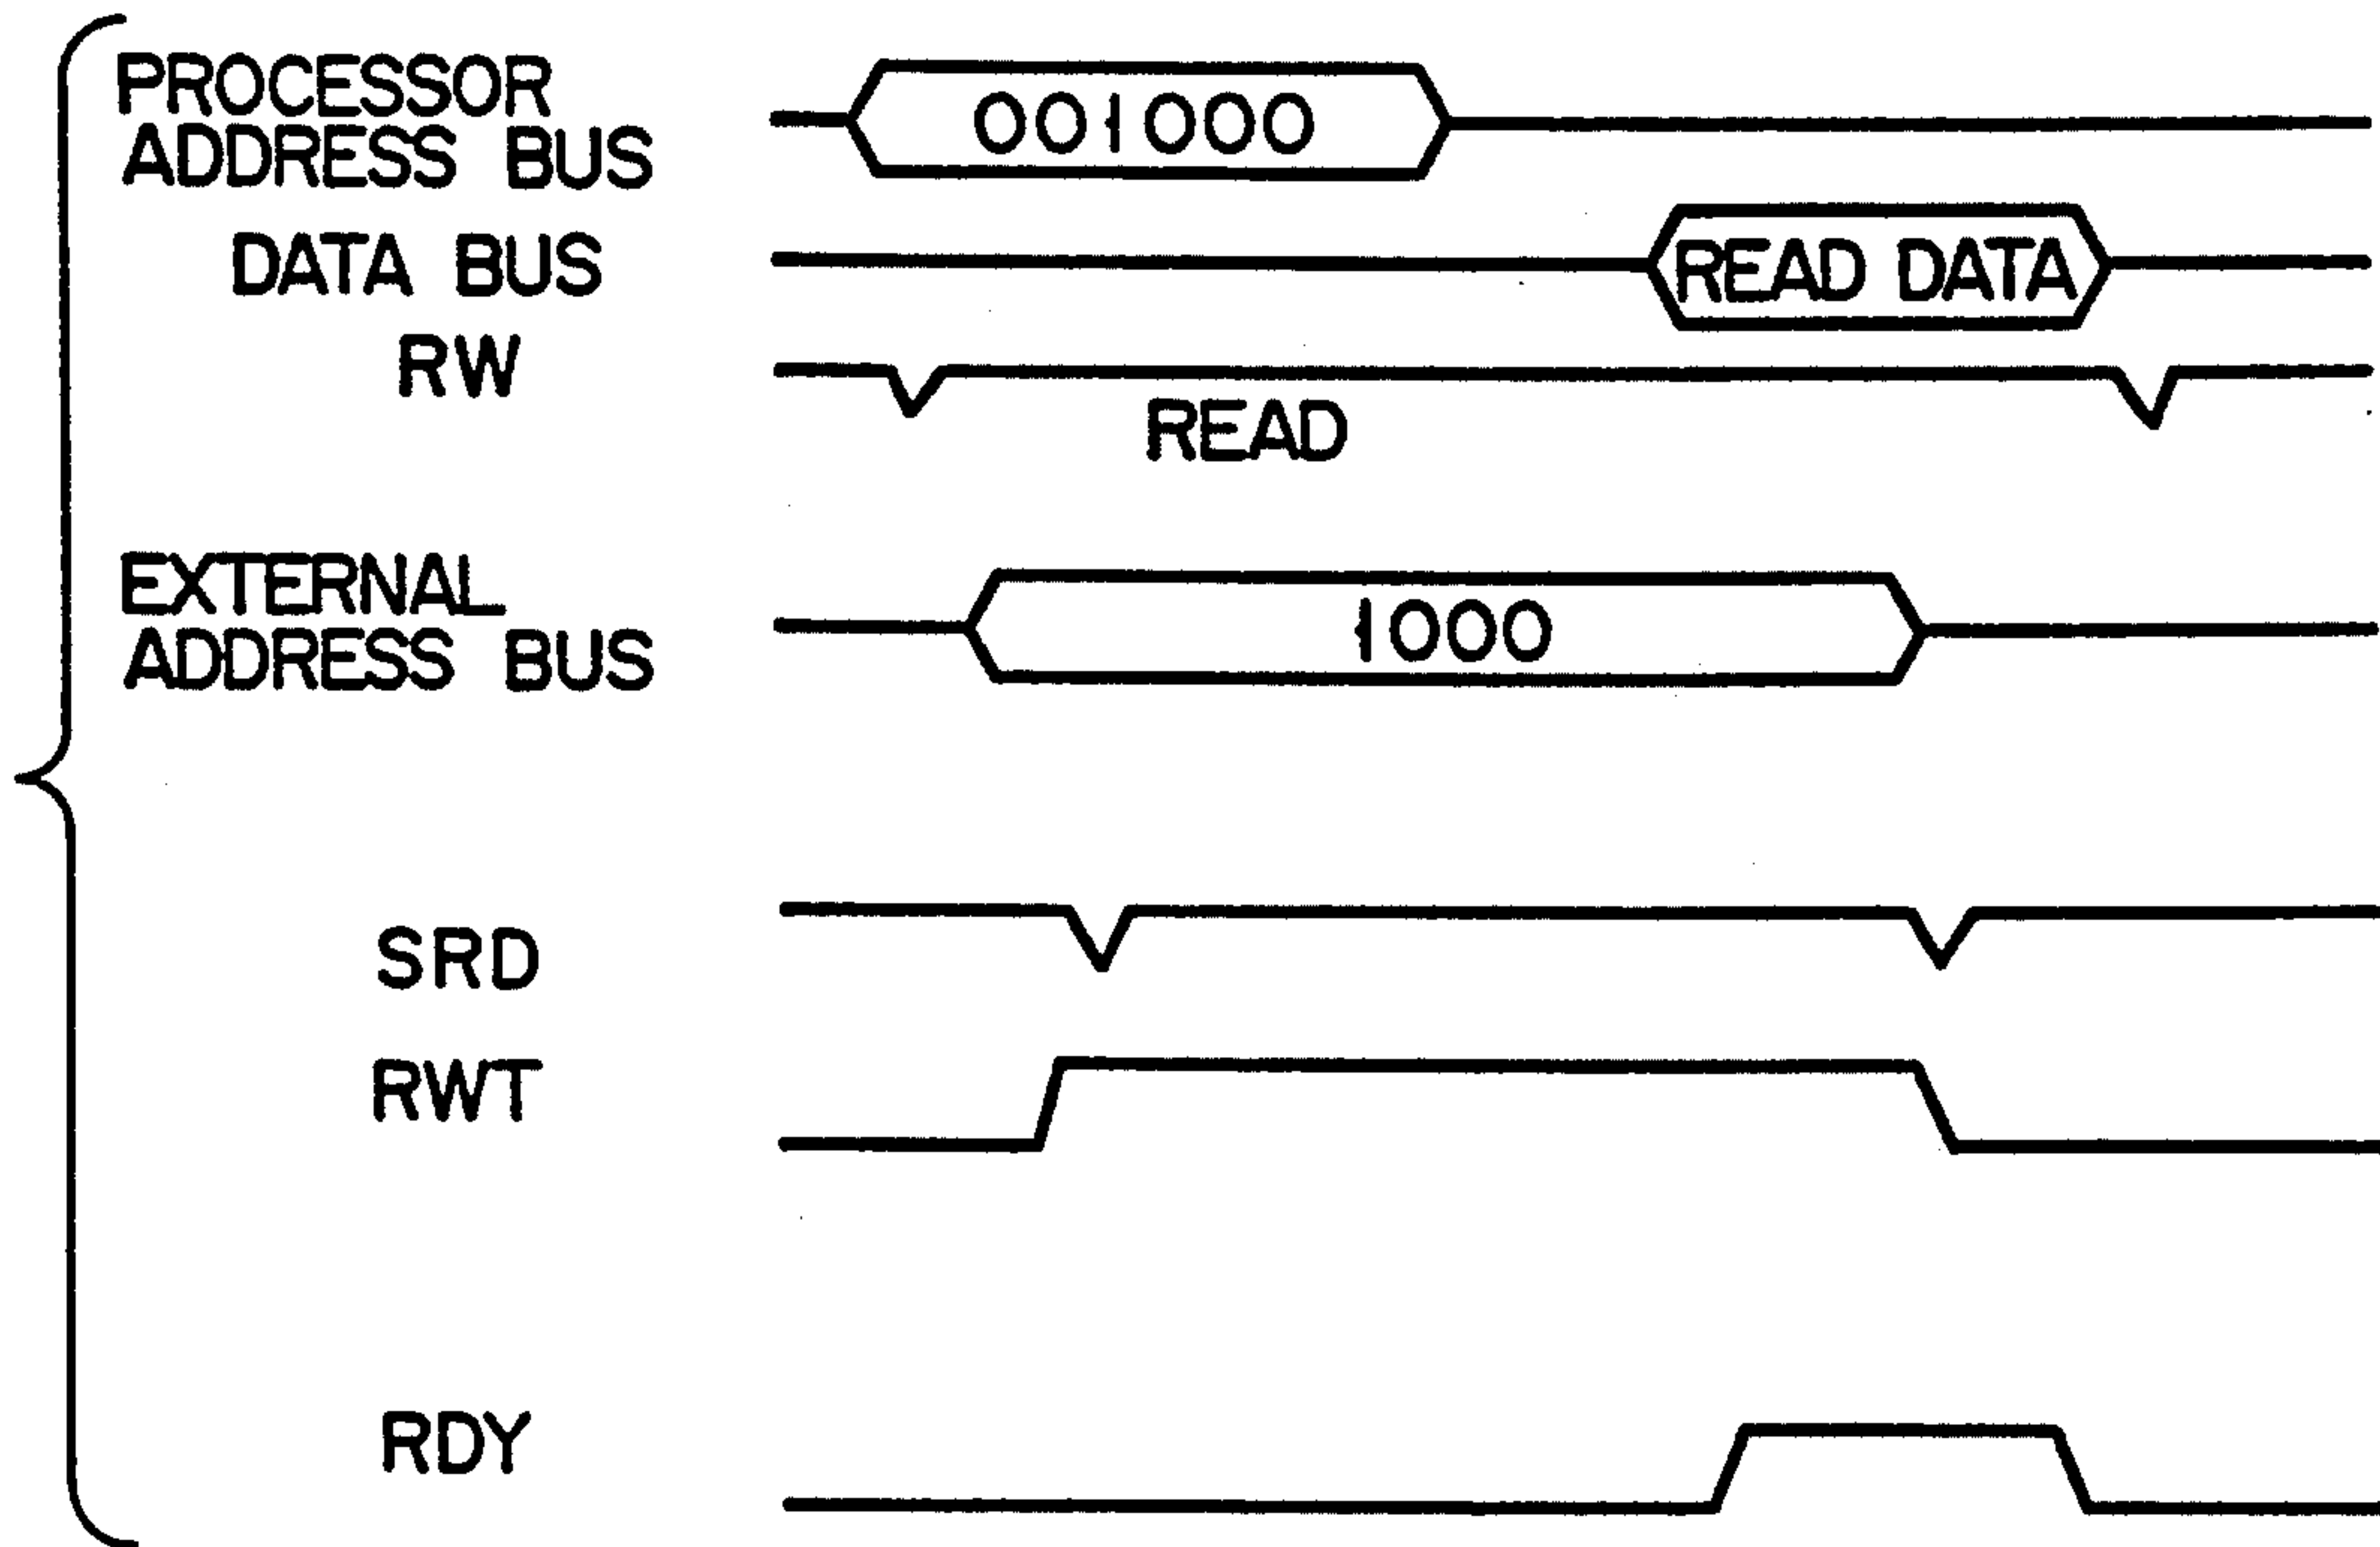 PROCESSOR
ADDRESS BUS
001000
DATA BUS
READ DATA
RW
READ
EXTERNAL
ADDRESS BUS
1000
SRD
RWT
RDY